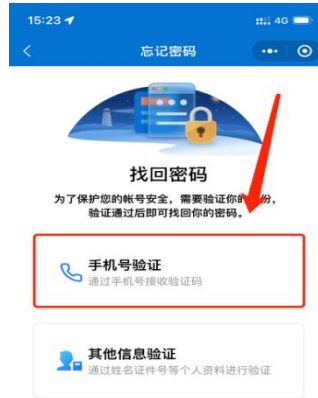 15:23 4G
忘记密码
找回密码
为了保护您的帐号安全，需要验证你的 份，
验证通过后即可找回你的密码。
手机号验证
通过手机号接收验证码
其他信息验证
通过姓名证件号等个人资料进行验证